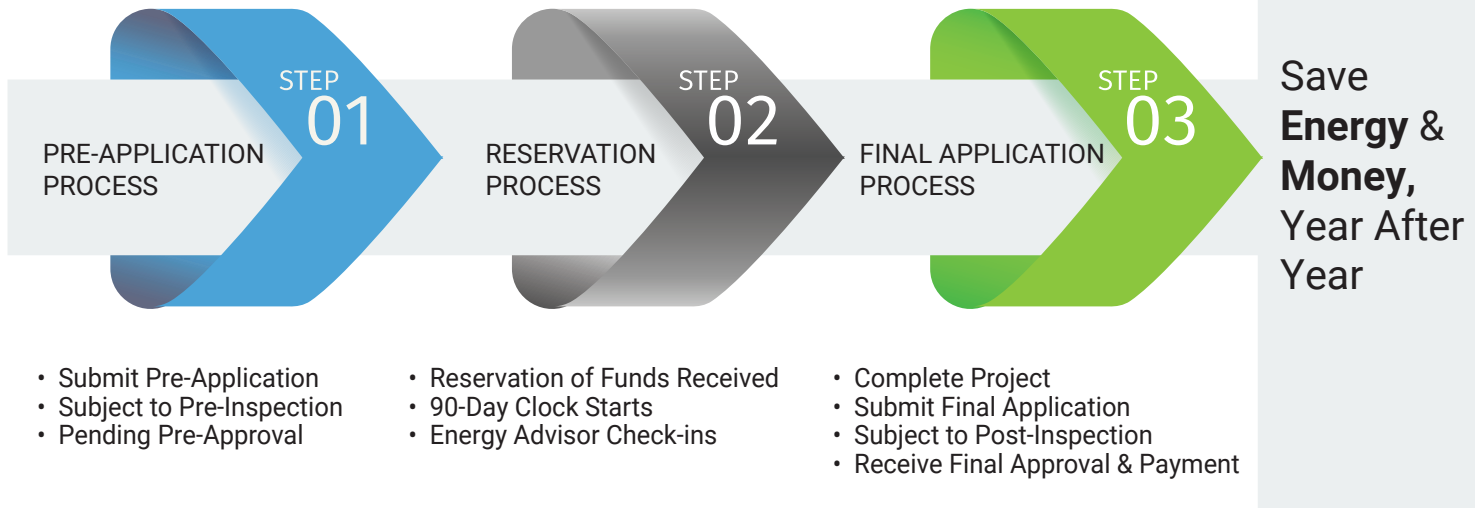 STEP
01
PRE-APPLICATION
PROCESS
• Submit Pre-Application
• Subject to Pre-Inspection
• Pending Pre-Approval
STEP
02
RESERVATION
PROCESS
• Reservation of Funds Received
• 90-Day Clock Starts
• Energy Advisor Check-ins
STEP
03
FINAL APPLICATION
PROCESS
• Complete Project
• Submit Final Application
• Subject to Post-Inspection
• Receive Final Approval & Payment
Save
Energy &
Money,
Year After
Year